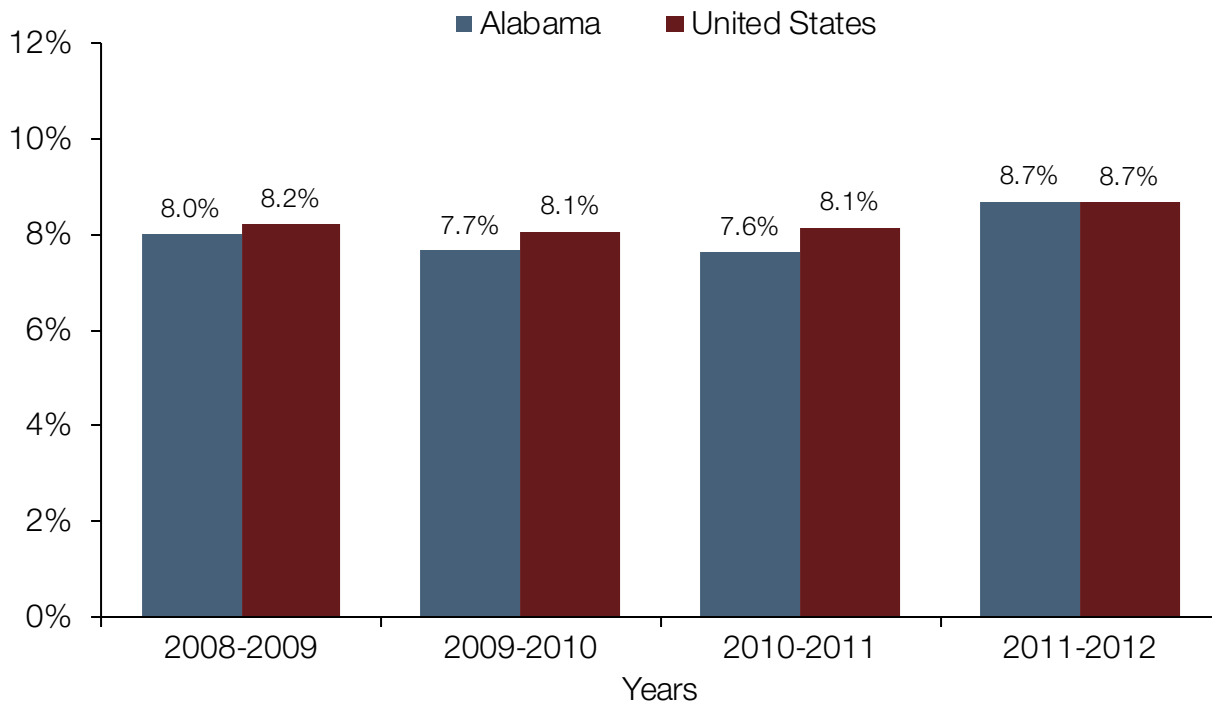 Alabama United States
12%
10%
8%
6%
4%
2%
0%
8.0% 8.2% 7.7% 8.1% 7.6% 8.1% 8.7% 8.7%
2008-2009 2009-2010 2010-2011 2011-2012
Years